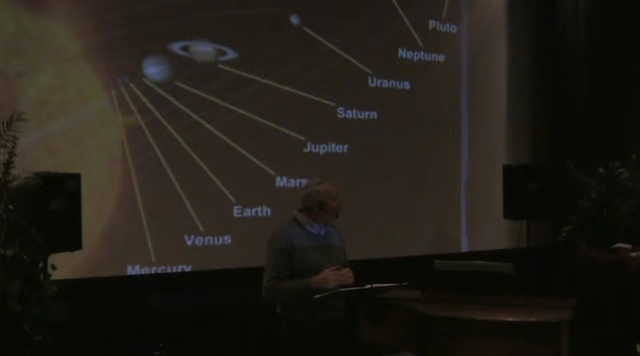 Pluto
Neptune
Uranus
Saturn
Jupiter
Mars
Earth
Venus
Mercury